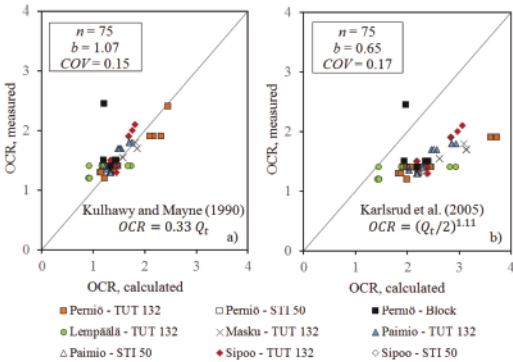 a)
n = 75
b = 1.07
COV = 0.15
OCR, measured
4
3
2
1
0
0
1
2
3
4
Kulhawy and Mayne (1990)
OCR = 0.33 Qt
a)
OCR, calculated
b)
n = 75
b = 0.65
COV = 0.17
OCR, measured
4
3
2
1
0
0
1
2
3
4
Karlsrud et al. (2005)
OCR = (Qt/2)^1.11
b)
OCR, calculated
Perniö - TUT 132
Perniö - STI 50
Perniö - Block
Lempäälä - TUT 132
Masku - TUT 132
Paimio - TUT 132
Paimio - STI 50
Sipoo - TUT 132
Sipoo - STI 50